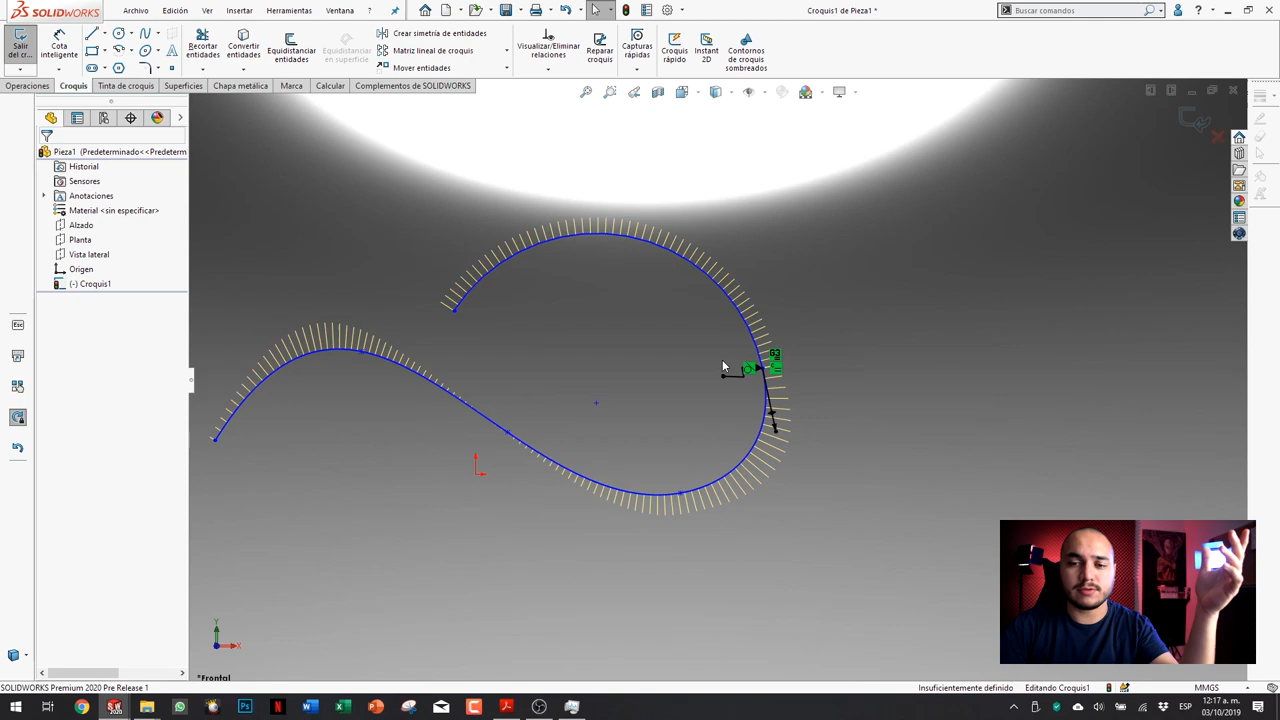 SOLIDWORKS
Archivo Edición Ver Insertar Herramientas Ventana ?
Croquis1 de Pieza1 *
Buscar comandos
Salir del cr...
Cota inteligente
Recortar entidades
Convertir entidades
Equidistanciar entidades
Equidistanciar en superficie
Crear simetría de entidades
Matriz lineal de croquis
Mover entidades
Visualizar/Eliminar relaciones
Reparar croquis
Capturas rápidas
Croquis rápido
Instant 2D
Contornos de croquis sombreados
Operaciones Croquis Tinta de croquis Superficies Chapa metálica Marca Calcular Complementos de SOLIDWORKS
Pieza1 (Predeterminado<<Predeterm
Historial
Sensores
Anotaciones
Material <sin especificar>
Alzado
Planta
Vista lateral
Origen
(-) Croquis1
Esc
G3
Y
X
*Frontal
SOLIDWORKS Premium 2020 Pre Release 1
Insuficientemente definido Editando Croquis1 MMGS
ESP
12:17 a. m.
03/10/2019